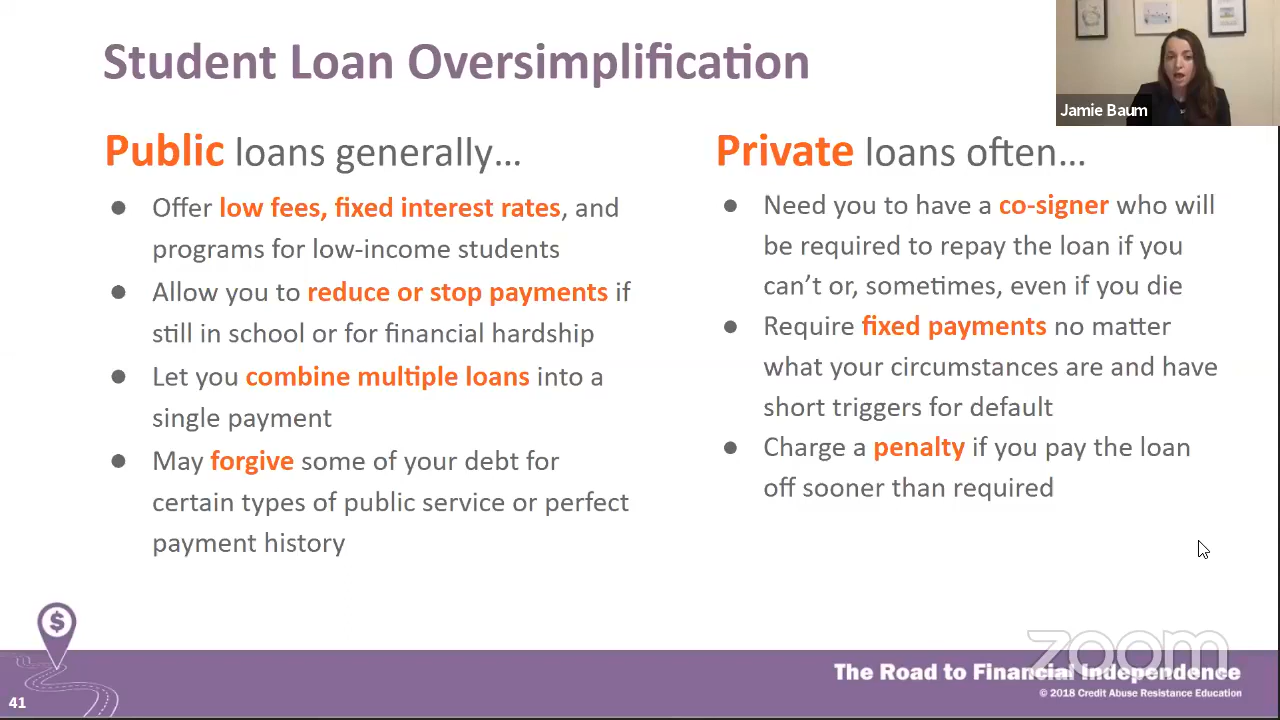 Student Loan Oversimplification
Jamie Baum
Public loans generally...
● Offer low fees, fixed interest rates, and
programs for low-income students
● Allow you to reduce or stop payments if
still in school or for financial hardship
● Let you combine multiple loans into a
single payment
● May forgive some of your debt for
certain types of public service or perfect
payment history
Private loans often...
● Need you to have a co-signer who will
be required to repay the loan if you
can't or, sometimes, even if you die
● Require fixed payments no matter
what your circumstances are and have
short triggers for default
● Charge a penalty if you pay the loan
off sooner than required
$
zoom
The Road to Financial Independence
© 2018 Credit Abuse Resistance Education
41